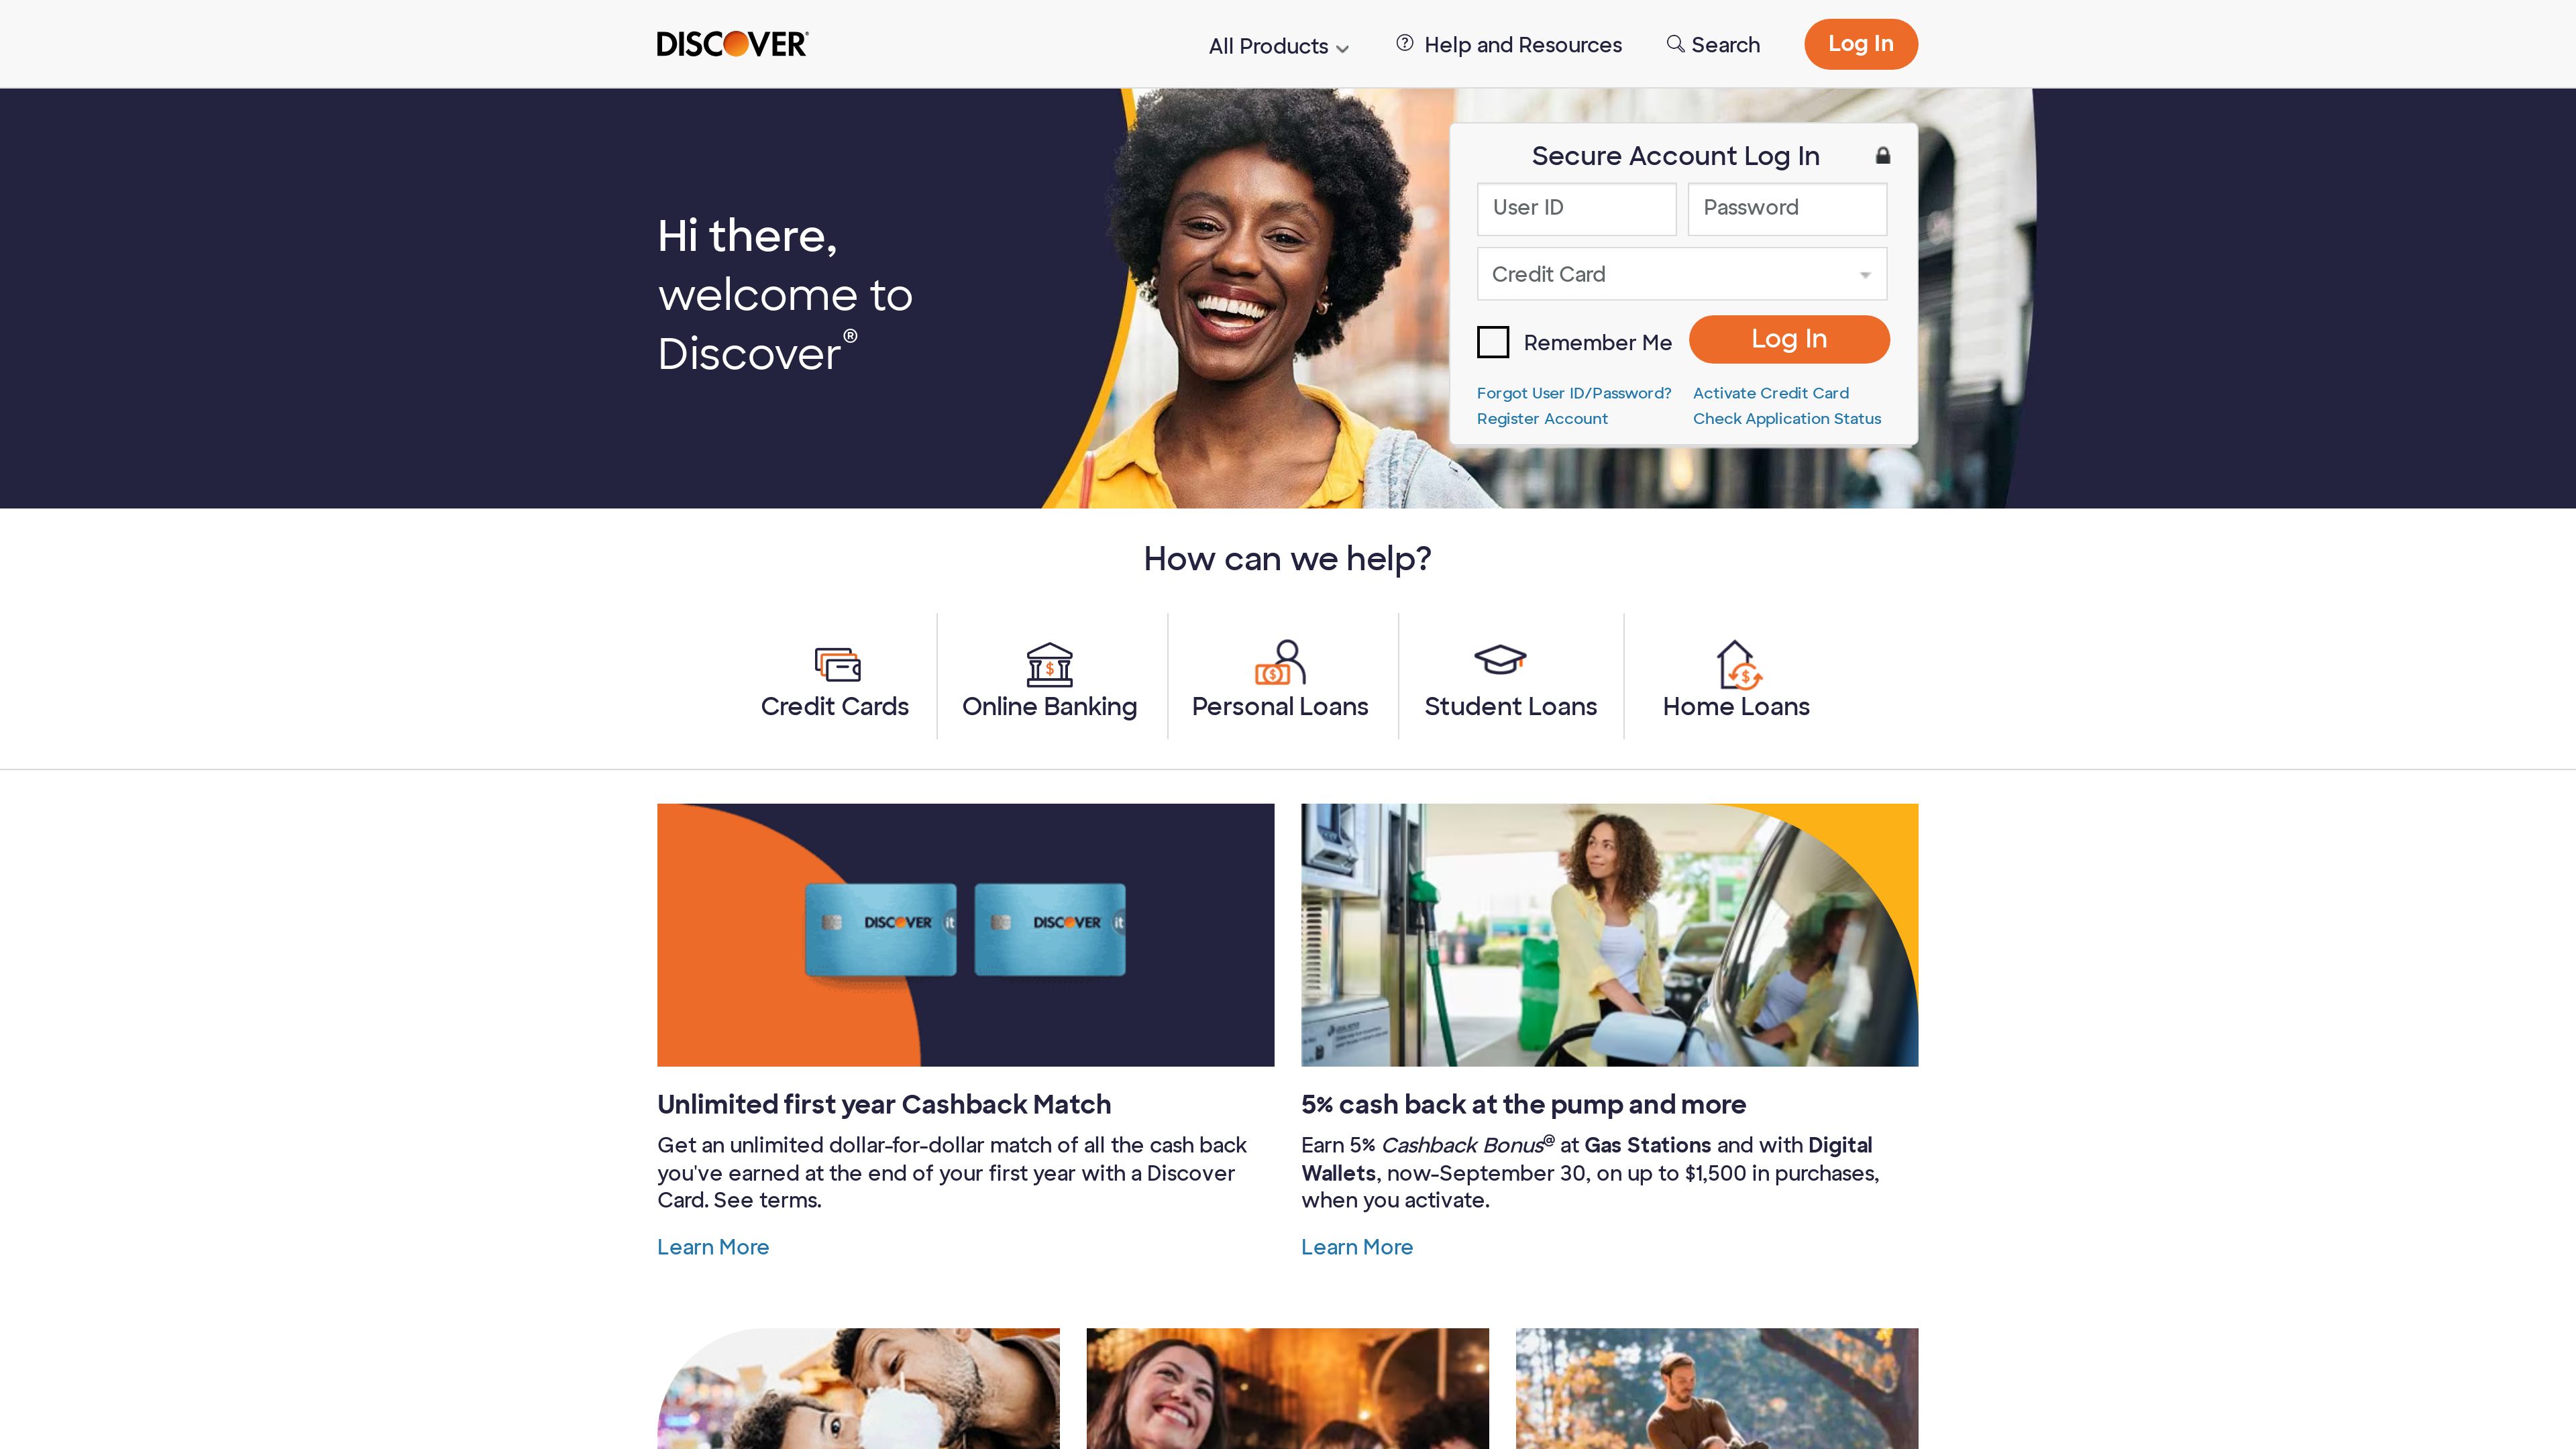 DISCOVER
All Products
Help and Resources
Search
Log In
Hi there,
welcome to
Discover®
Secure Account Log In
User ID
Password
Credit Card
Remember Me
Log In
Forgot User ID/Password?
Activate Credit Card
Register Account
Check Application Status
How can we help?
Credit Cards
Online Banking
Personal Loans
Student Loans
Home Loans
DISCOVER it
DISCOVER it
Unlimited first year Cashback Match
Get an unlimited dollar-for-dollar match of all the cash back
you've earned at the end of your first year with a Discover
Card. See terms.
Learn More
5% cash back at the pump and more
Earn 5% Cashback Bonus@ at Gas Stations and with Digital
Wallets, now-September 30, on up to $1,500 in purchases,
when you activate.
Learn More